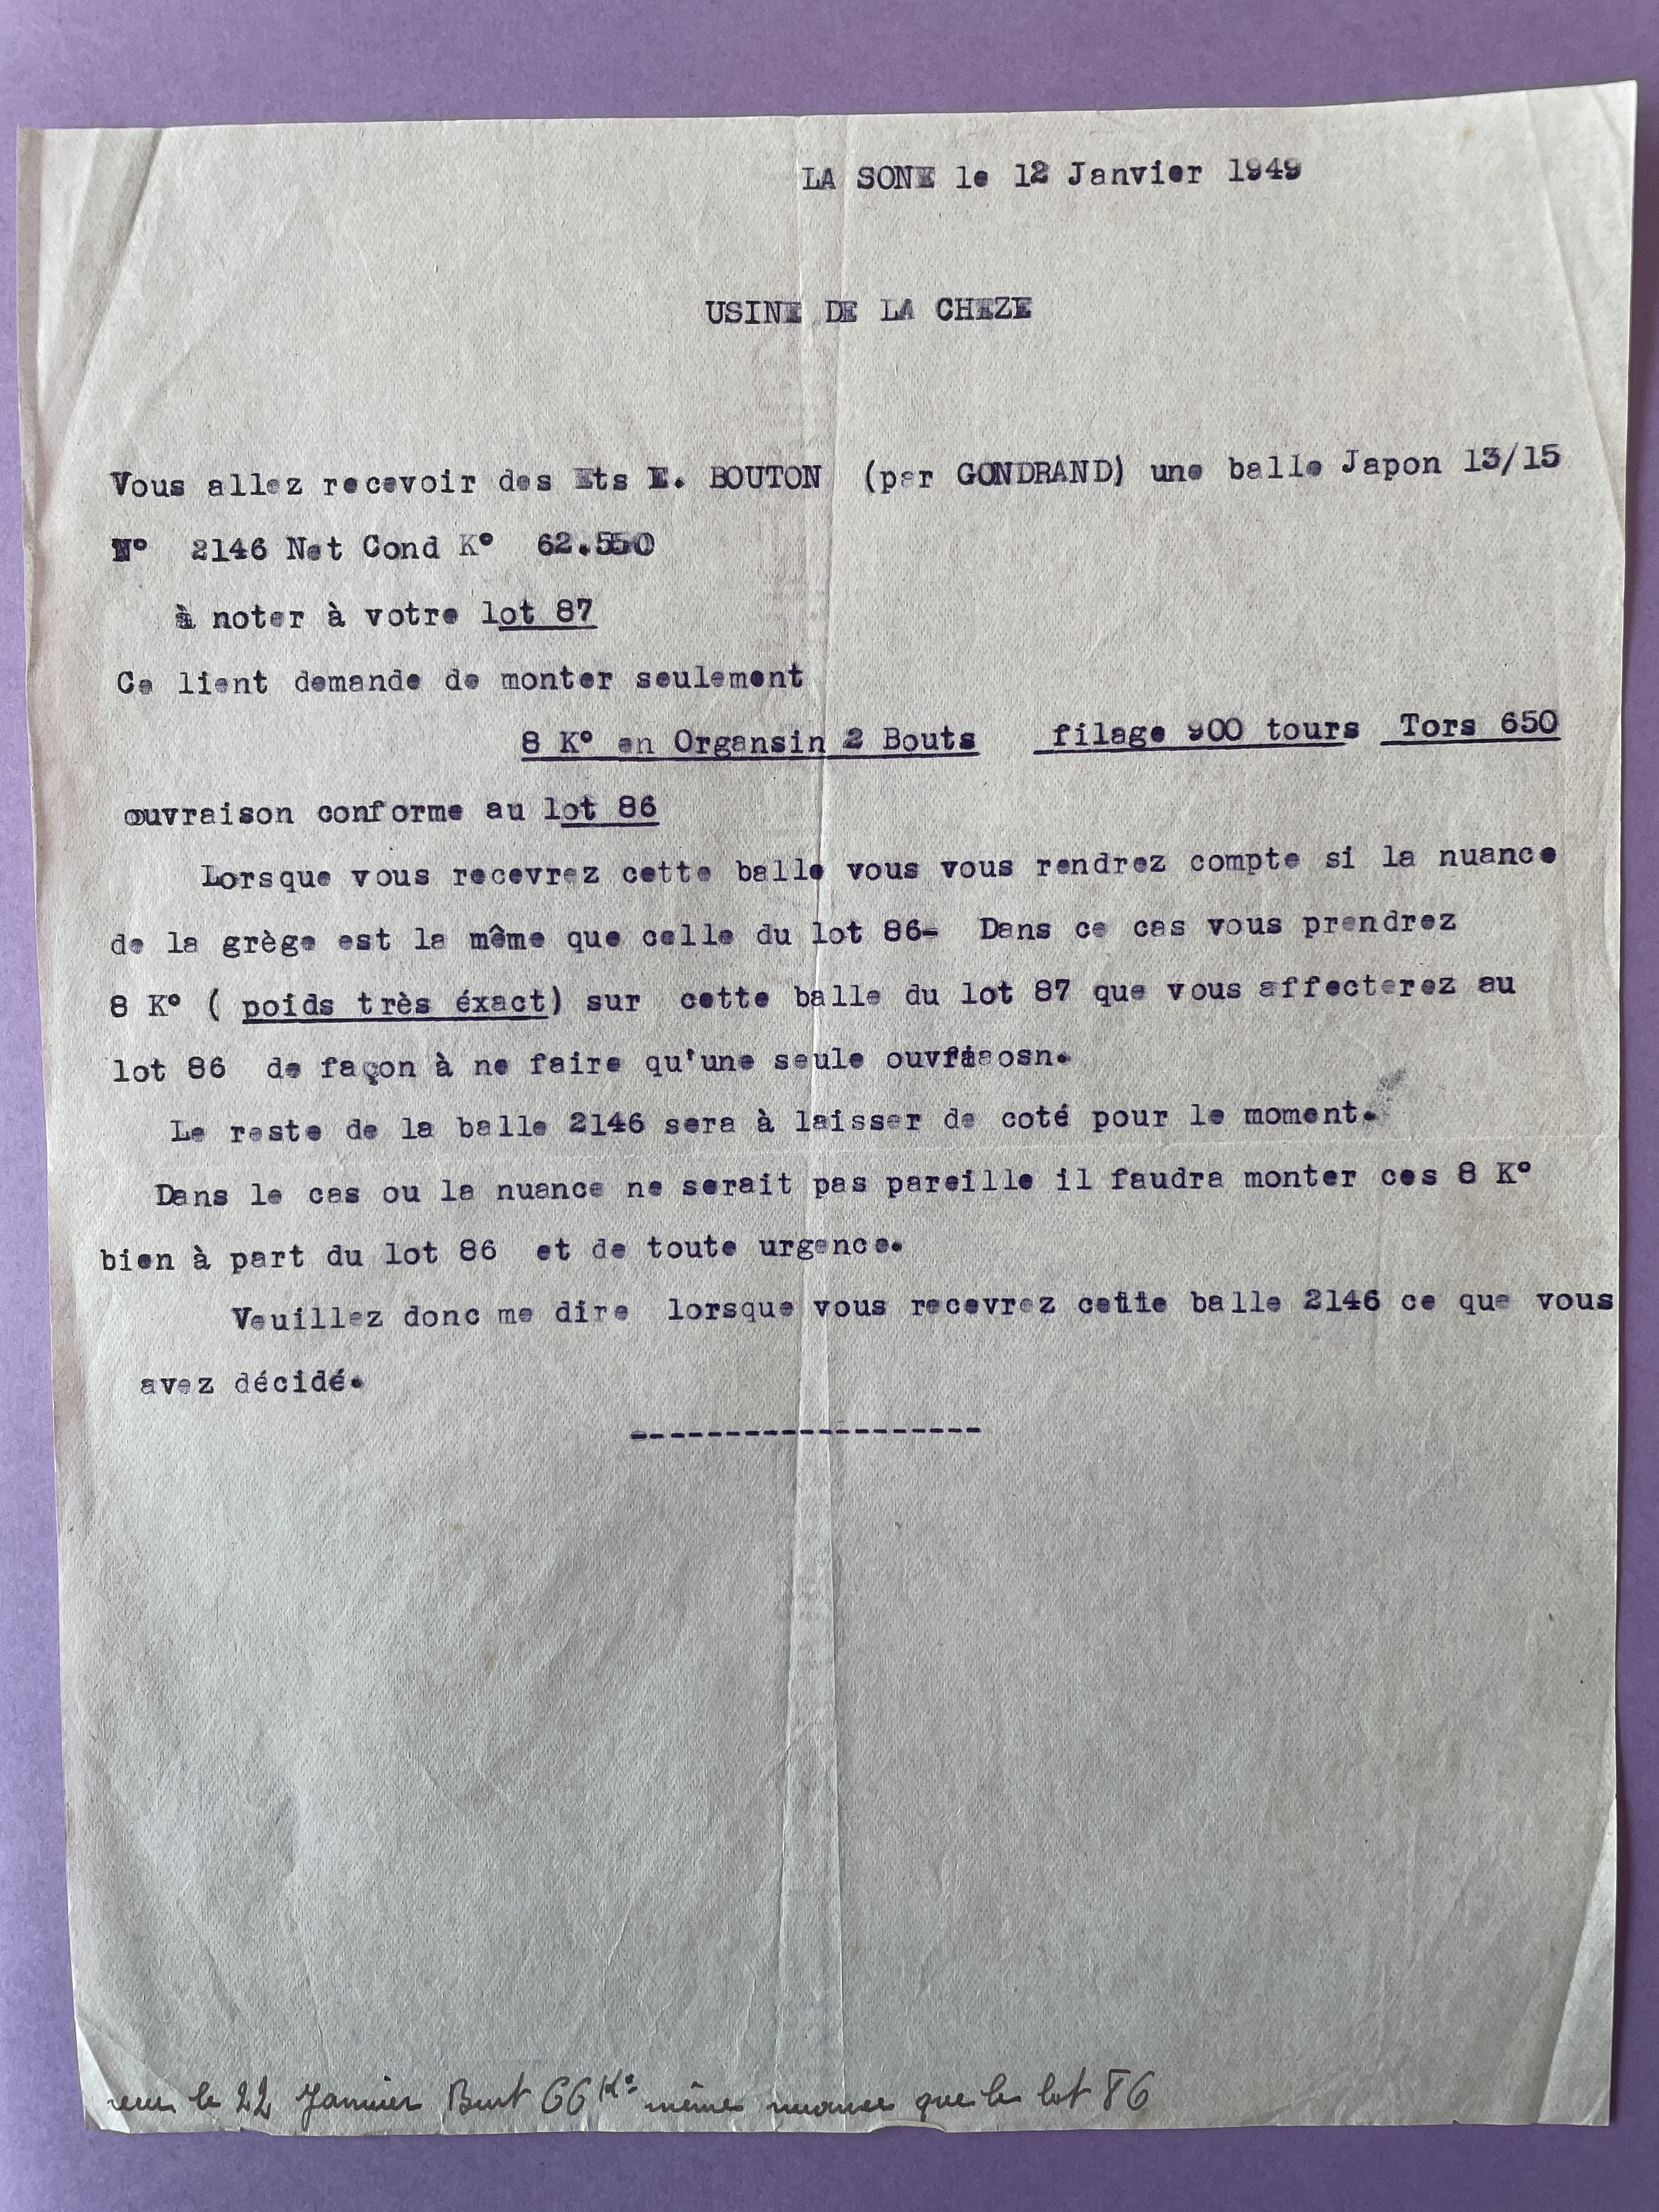 LA SONE le 12 Janvier 1949
USINE DE LA CHEZE
Vous allez recevoir des Ets E. BOUTON (par GONDRAND) une balle Japon 13/15
N° 2146 Net Cond K° 62.550
à noter à votre lot 87
Ce lient demande de monter seulement
8 K° en Organsin 2 Bouts filage 900 tours Tors 650
ouvraison conforme au lot 86
Lorsque vous recevrez cette balle vous vous rendrez compte si la nuance
de la grège est la même que celle du lot 86- Dans ce cas vous prendrez
8 K° ( poids très éxact) sur cette balle du lot 87 que vous affecterez au
lot 86 de façon à ne faire qu'une seule
Le reste de la balle 2146 sera à laisser de coté pour le moment.
Dans le cas ou la nuance ne serait pas pareille il faudra monter ces 8 K°
bien à part du lot 86 et de toute urgence.
Veuillez donc me dire lorsque vous recevrez cette balle 2146 ce que vous
avez décidé.
-------------------
recu le 22 Janvier Brut 66 K°s même nuance que le lot 86